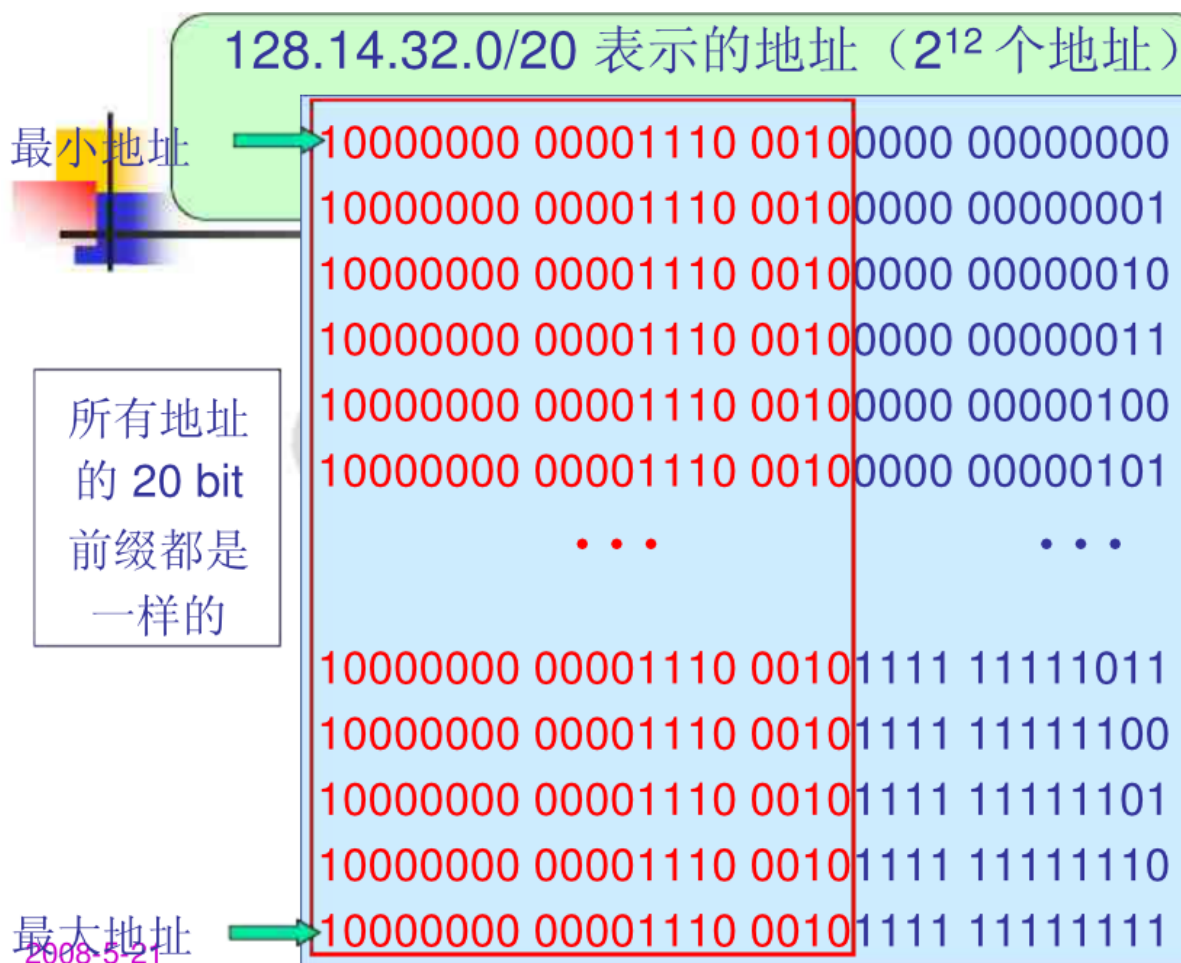 128.14.32.0/20 表示的地址（2¹² 个地址）
最小地址
10000000 00001110 00100000 00000000
10000000 00001110 00100000 00000001
10000000 00001110 00100000 00000010
10000000 00001110 00100000 00000011
10000000 00001110 00100000 00000100
10000000 00001110 00100000 00000101
• • • • • •
所有地址
的 20 bit
前缀都是
一样的
10000000 00001110 00101111 11111011
10000000 00001110 00101111 11111100
10000000 00001110 00101111 11111101
10000000 00001110 00101111 11111110
最大地址
10000000 00001110 00101111 11111111
2008-5-21